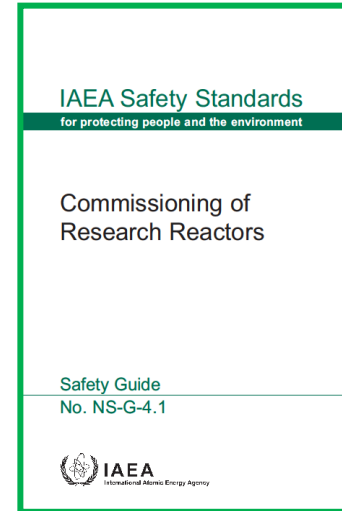 IAEA Safety Standards
for protecting people and the environment
Commissioning of
Research Reactors
Safety Guide
No. NS-G-4.1
IAEA
International Atomic Energy Agency